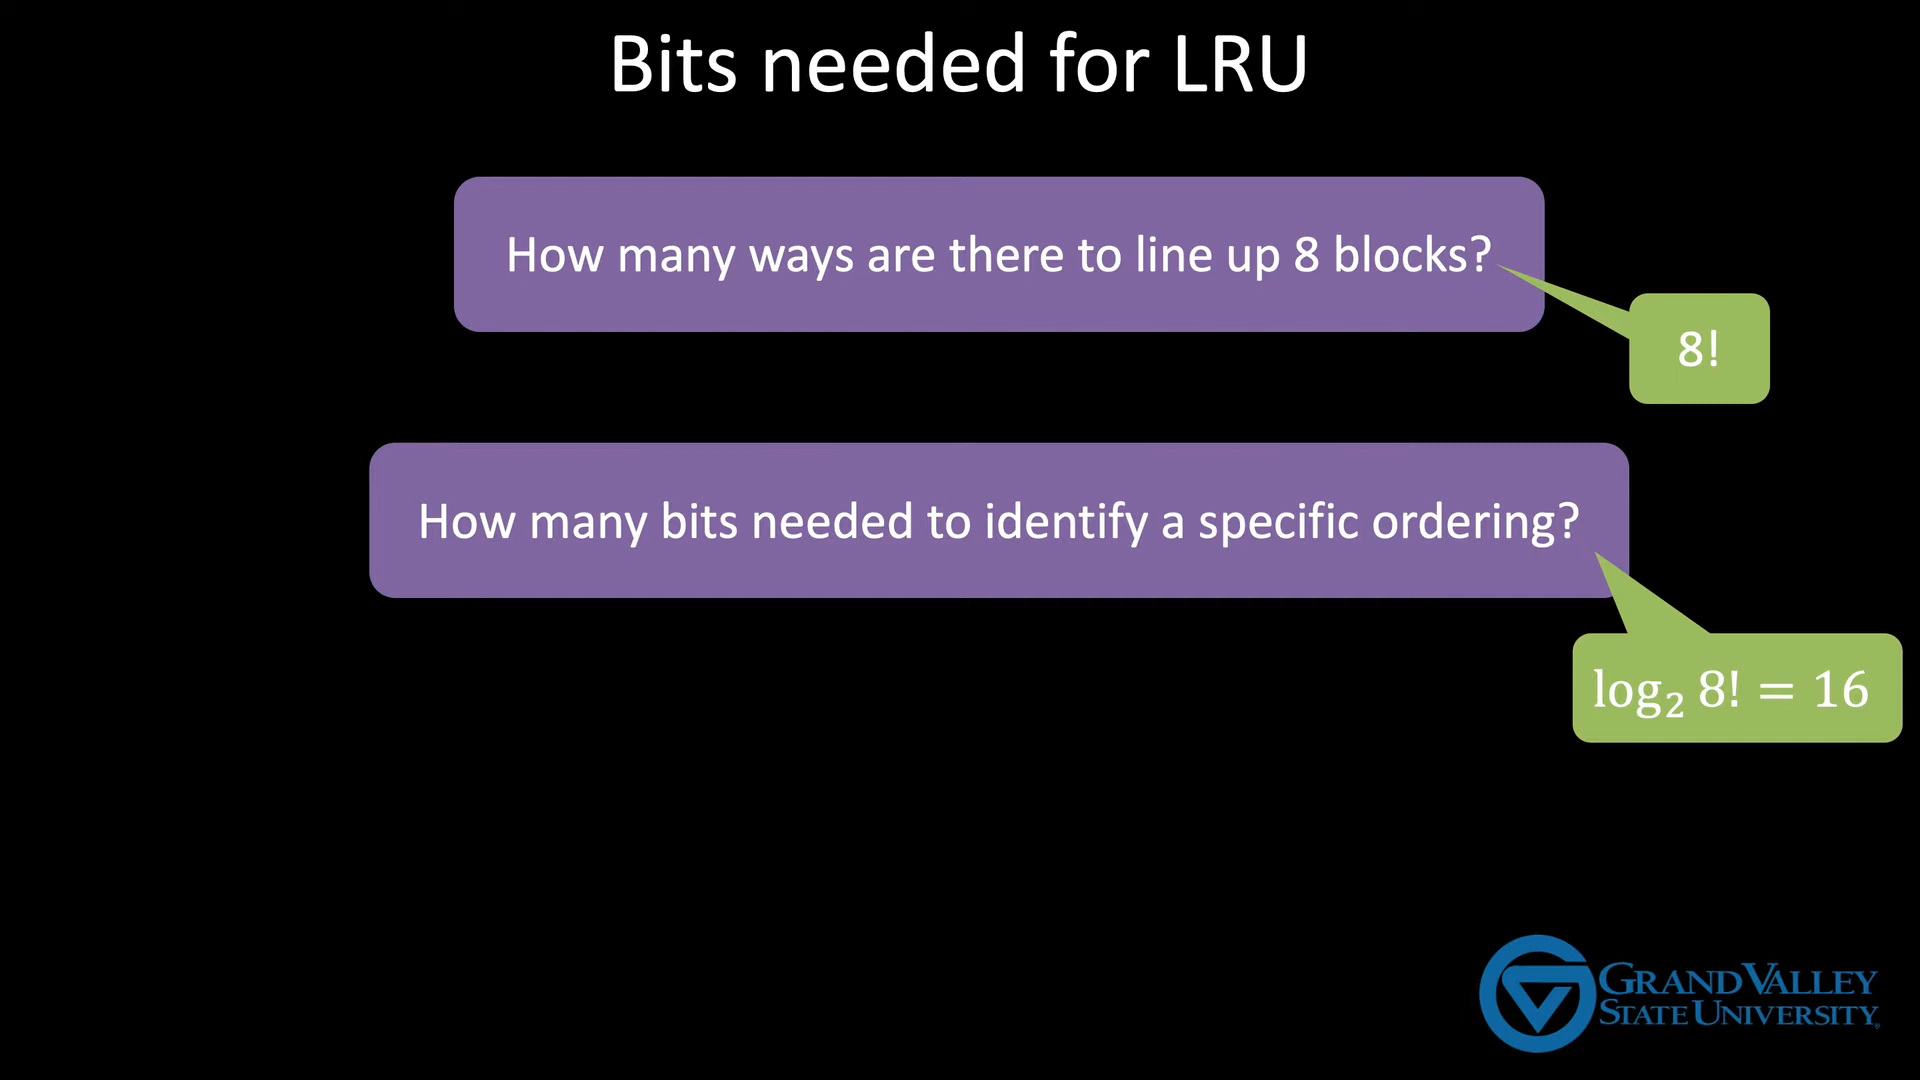 Bits needed for LRU
How many ways are there to line up 8 blocks?
8!
How many bits needed to identify a specific ordering?
log₂ 8! = 16
GRAND VALLEY
STATE UNIVERSITY®